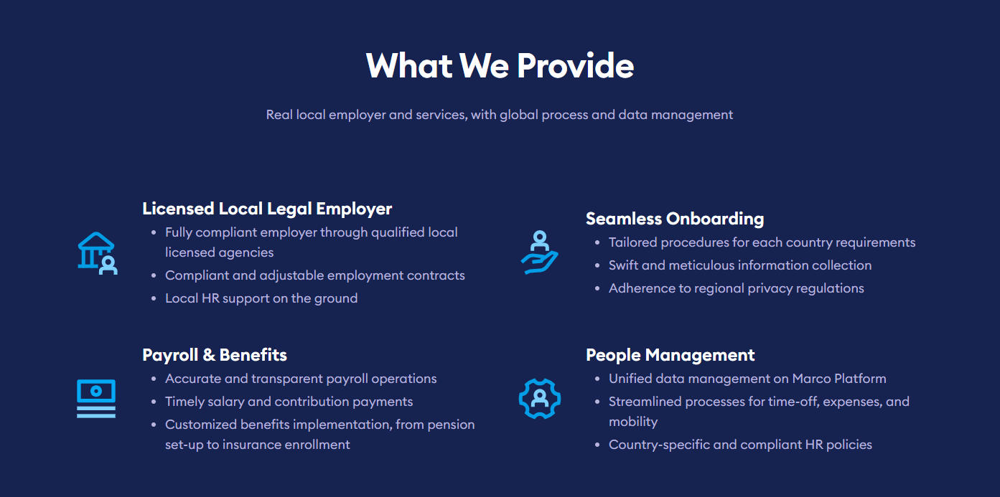 What We Provide
Real local employer and services, with global process and data management
Licensed Local Legal Employer
• Fully compliant employer through qualified local
licensed agencies
• Compliant and adjustable employment contracts
• Local HR support on the ground
Seamless Onboarding
• Tailored procedures for each country requirements
• Swift and meticulous information collection
• Adherence to regional privacy regulations
Payroll & Benefits
• Accurate and transparent payroll operations
• Timely salary and contribution payments
• Customized benefits implementation, from pension
set-up to insurance enrollment
People Management
• Unified data management on Marco Platform
• Streamlined processes for time-off, expenses, and
mobility
• Country-specific and compliant HR policies